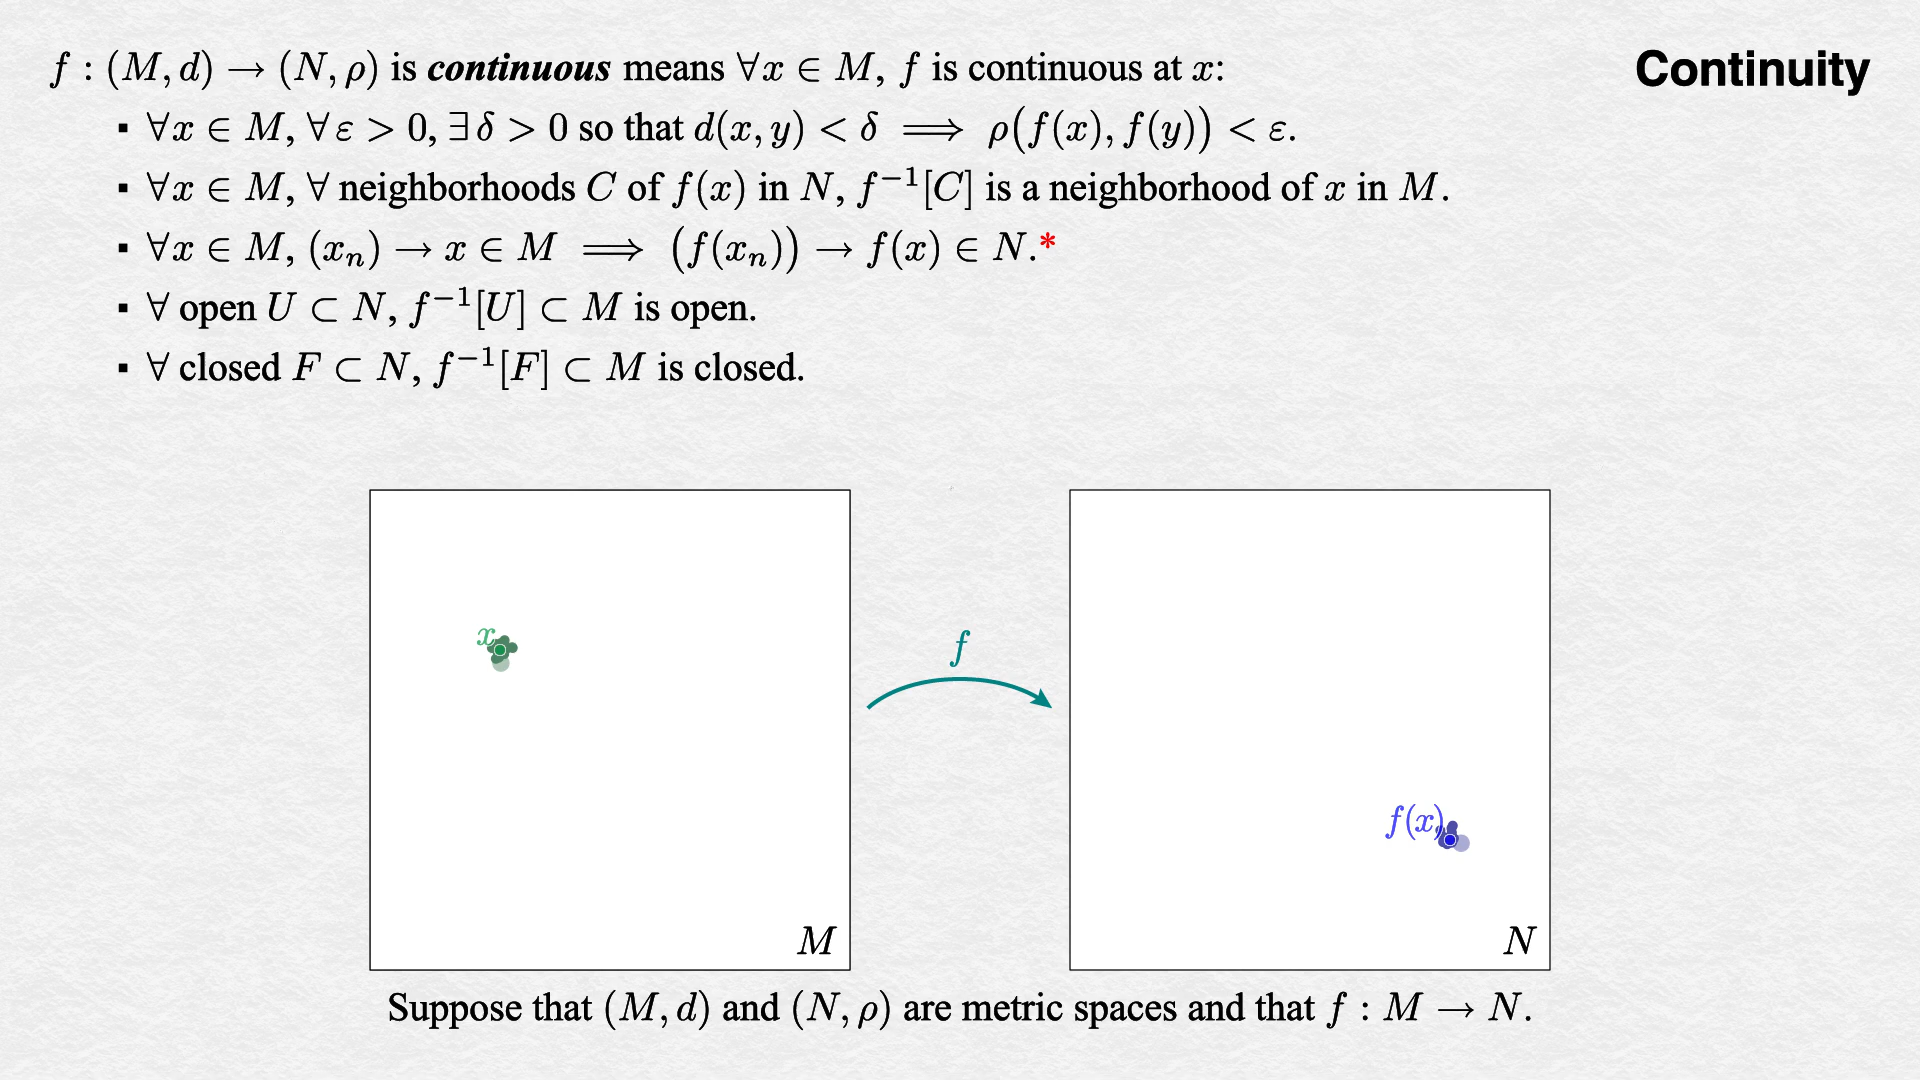 f : (M, d) → (N, ρ) is continuous means ∀x ∈ M, f is continuous at x:
Continuity
▪ ∀x ∈ M, ∀ε > 0, ∃δ > 0 so that d(x, y) < δ ⟹ ρ(f(x), f(y)) < ε.
▪ ∀x ∈ M, ∀ neighborhoods C of f(x) in N, f⁻¹[C] is a neighborhood of x in M.
▪ ∀x ∈ M, (xₙ) → x ∈ M ⟹ (f(xₙ)) → f(x) ∈ N.*
▪ ∀ open U ⊂ N, f⁻¹[U] ⊂ M is open.
▪ ∀ closed F ⊂ N, f⁻¹[F] ⊂ M is closed.
x
f
f(x)
M
N
Suppose that (M, d) and (N, ρ) are metric spaces and that f : M → N.